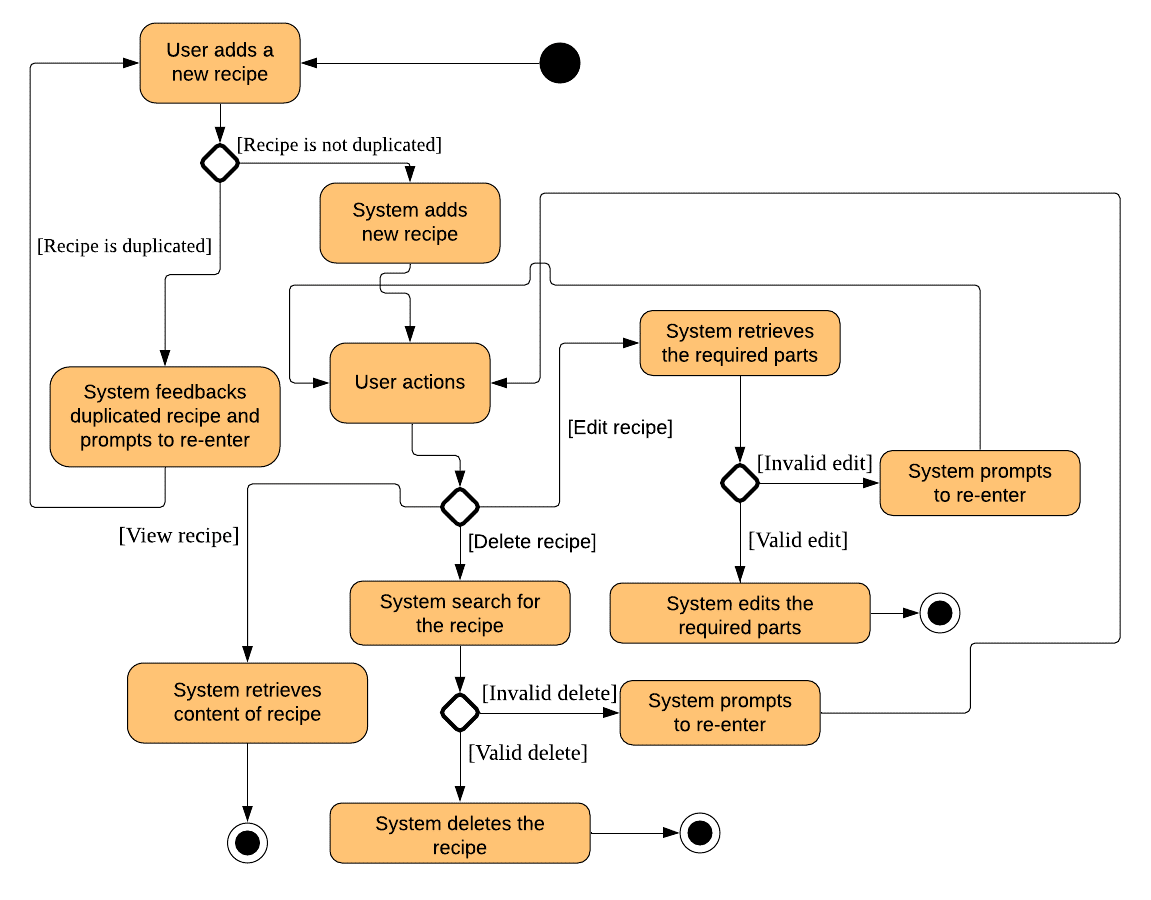 User adds a
new recipe
[Recipe is not duplicated]
System adds
new recipe
[Recipe is duplicated]
System retrieves
the required parts
User actions
System feedbacks
duplicated recipe and
prompts to re-enter
[Edit recipe]
[Invalid edit]
System prompts
to re-enter
[View recipe]
[Delete recipe]
[Valid edit]
System search for
the recipe
System edits the
required parts
System retrieves
content of recipe
[Invalid delete]
System prompts
to re-enter
[Valid delete]
System deletes the
recipe